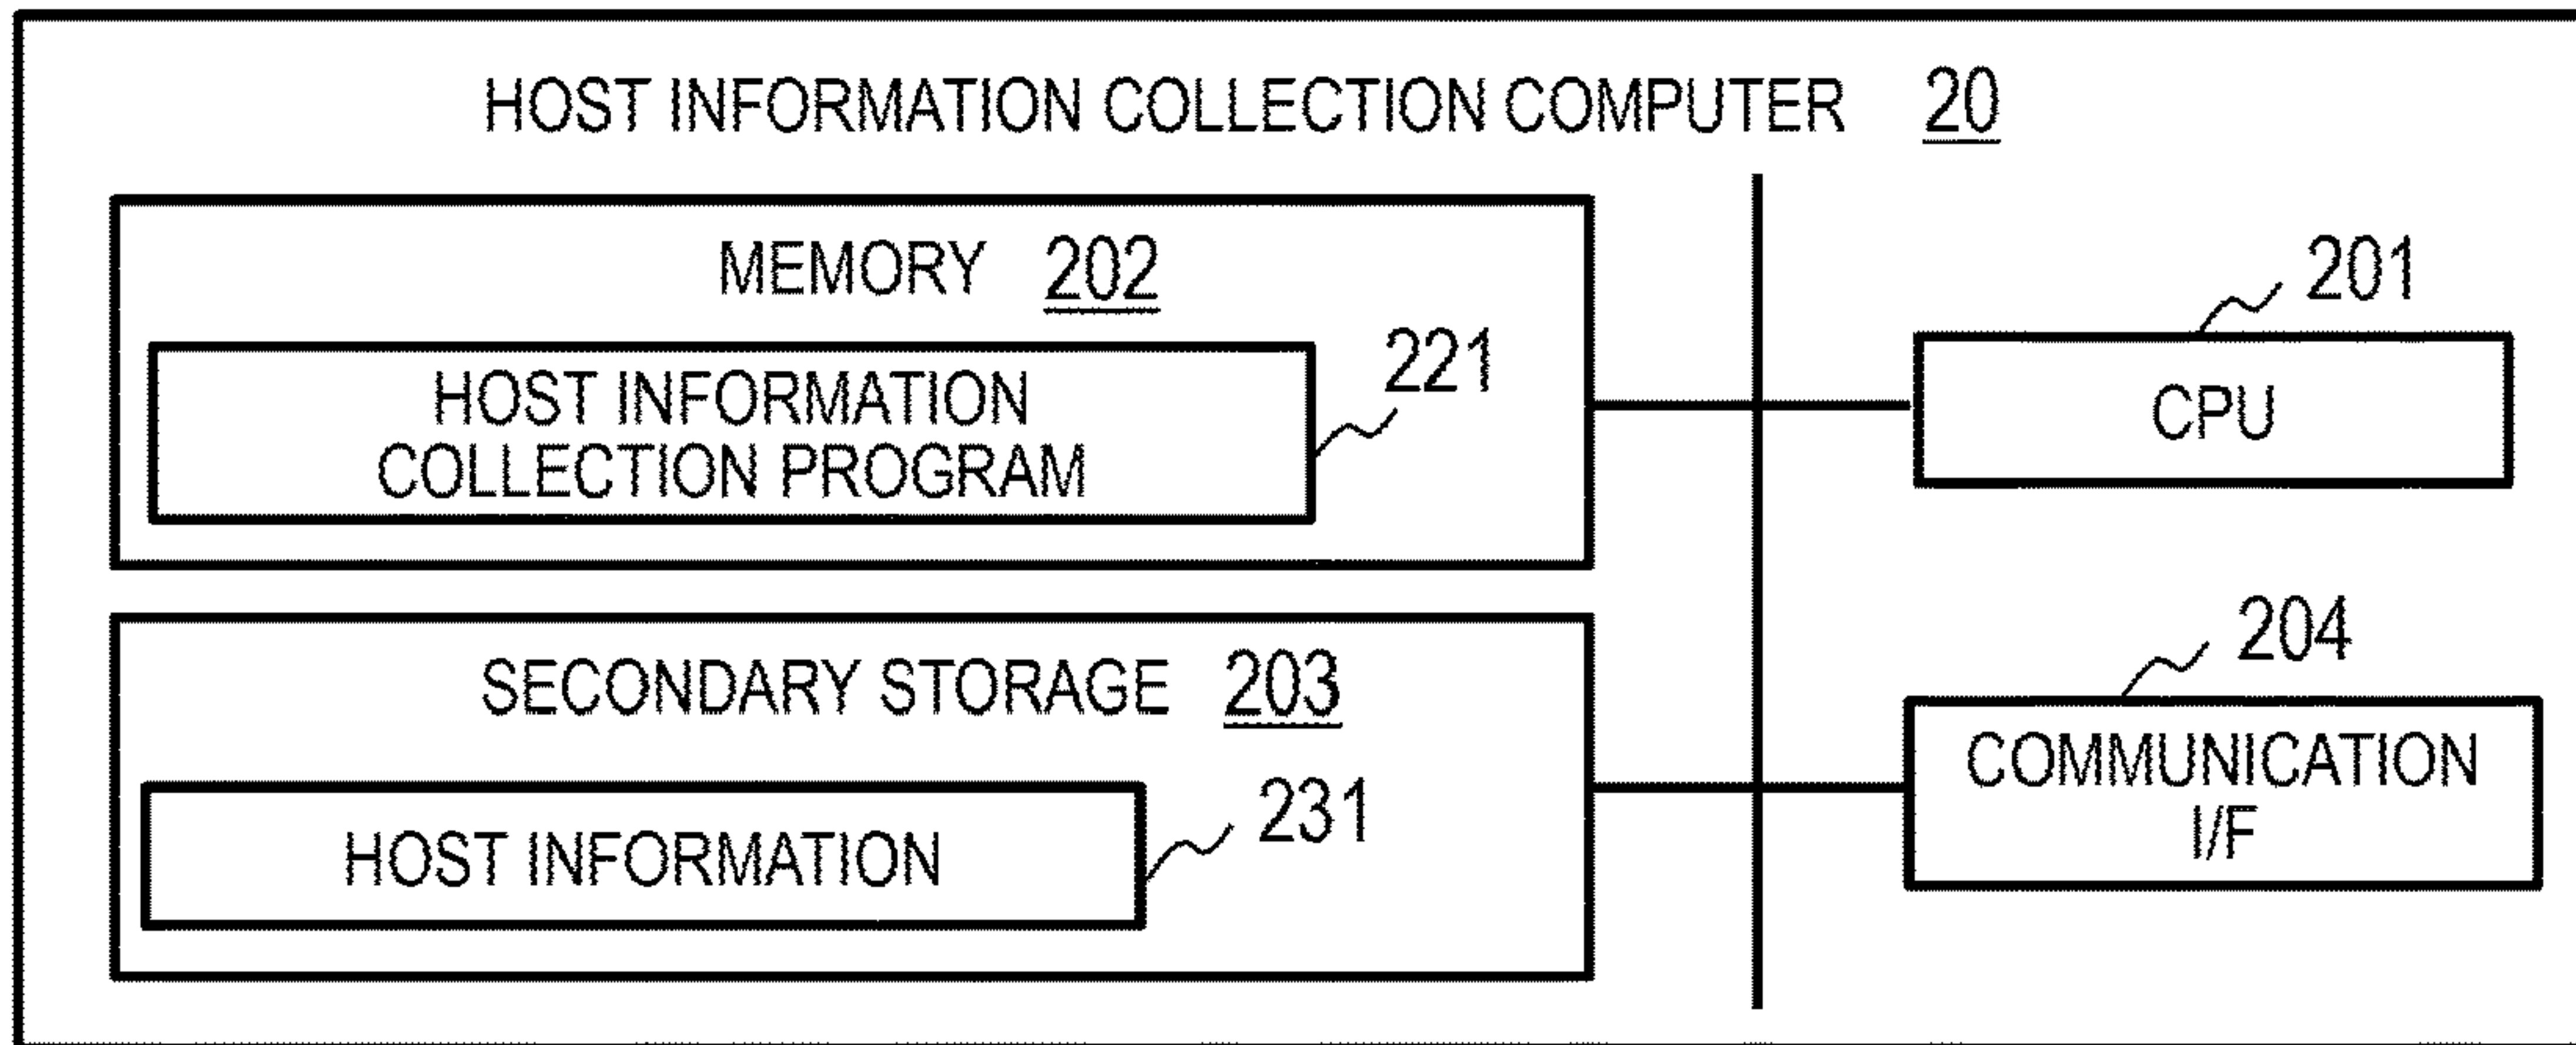 HOST INFORMATION COLLECTION COMPUTER 20
MEMORY 202
HOST INFORMATION
COLLECTION PROGRAM
221
201
CPU
SECONDARY STORAGE 203
HOST INFORMATION
231
204
COMMUNICATION
I/F